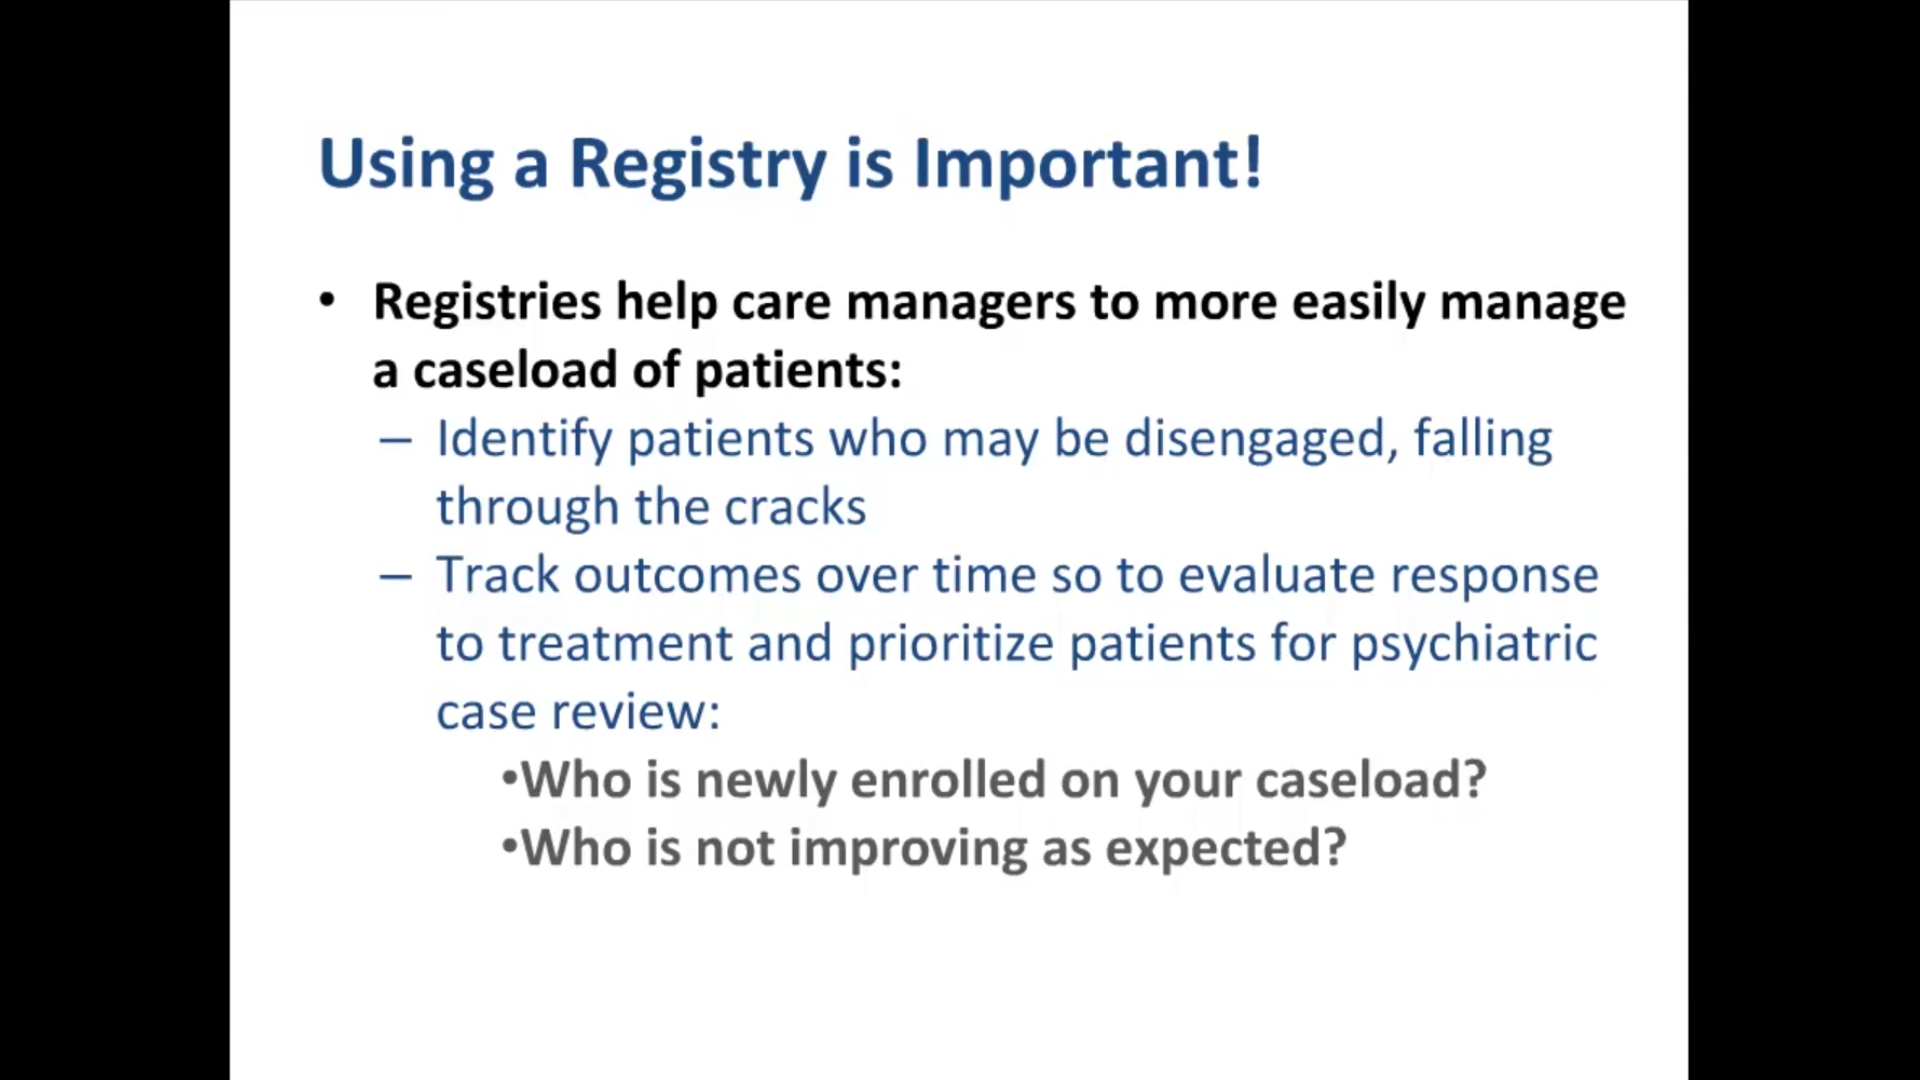 Using a Registry is Important!
• Registries help care managers to more easily manage
a caseload of patients:
– Identify patients who may be disengaged, falling
through the cracks
– Track outcomes over time so to evaluate response
to treatment and prioritize patients for psychiatric
case review:
•Who is newly enrolled on your caseload?
•Who is not improving as expected?